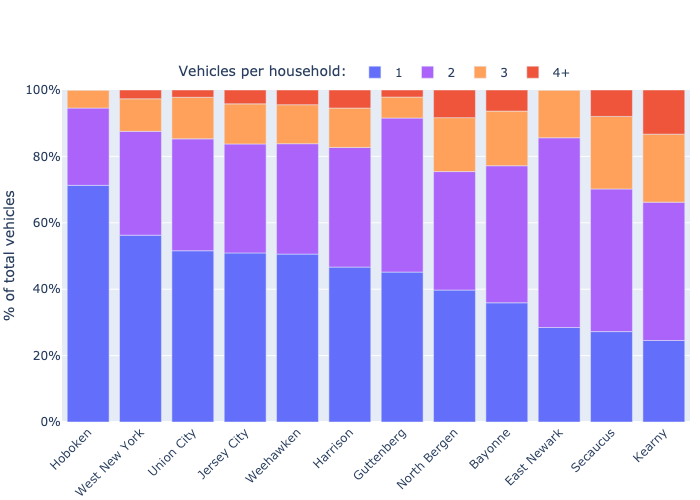 Vehicles per household: 1 2 3 4+
% of total vehicles
100%
80%
60%
40%
20%
0%
Hoboken
West New York
Union City
Jersey City
Weehawken
Harrison
Guttenberg
North Bergen
Bayonne
East Newark
Secaucus
Kearny